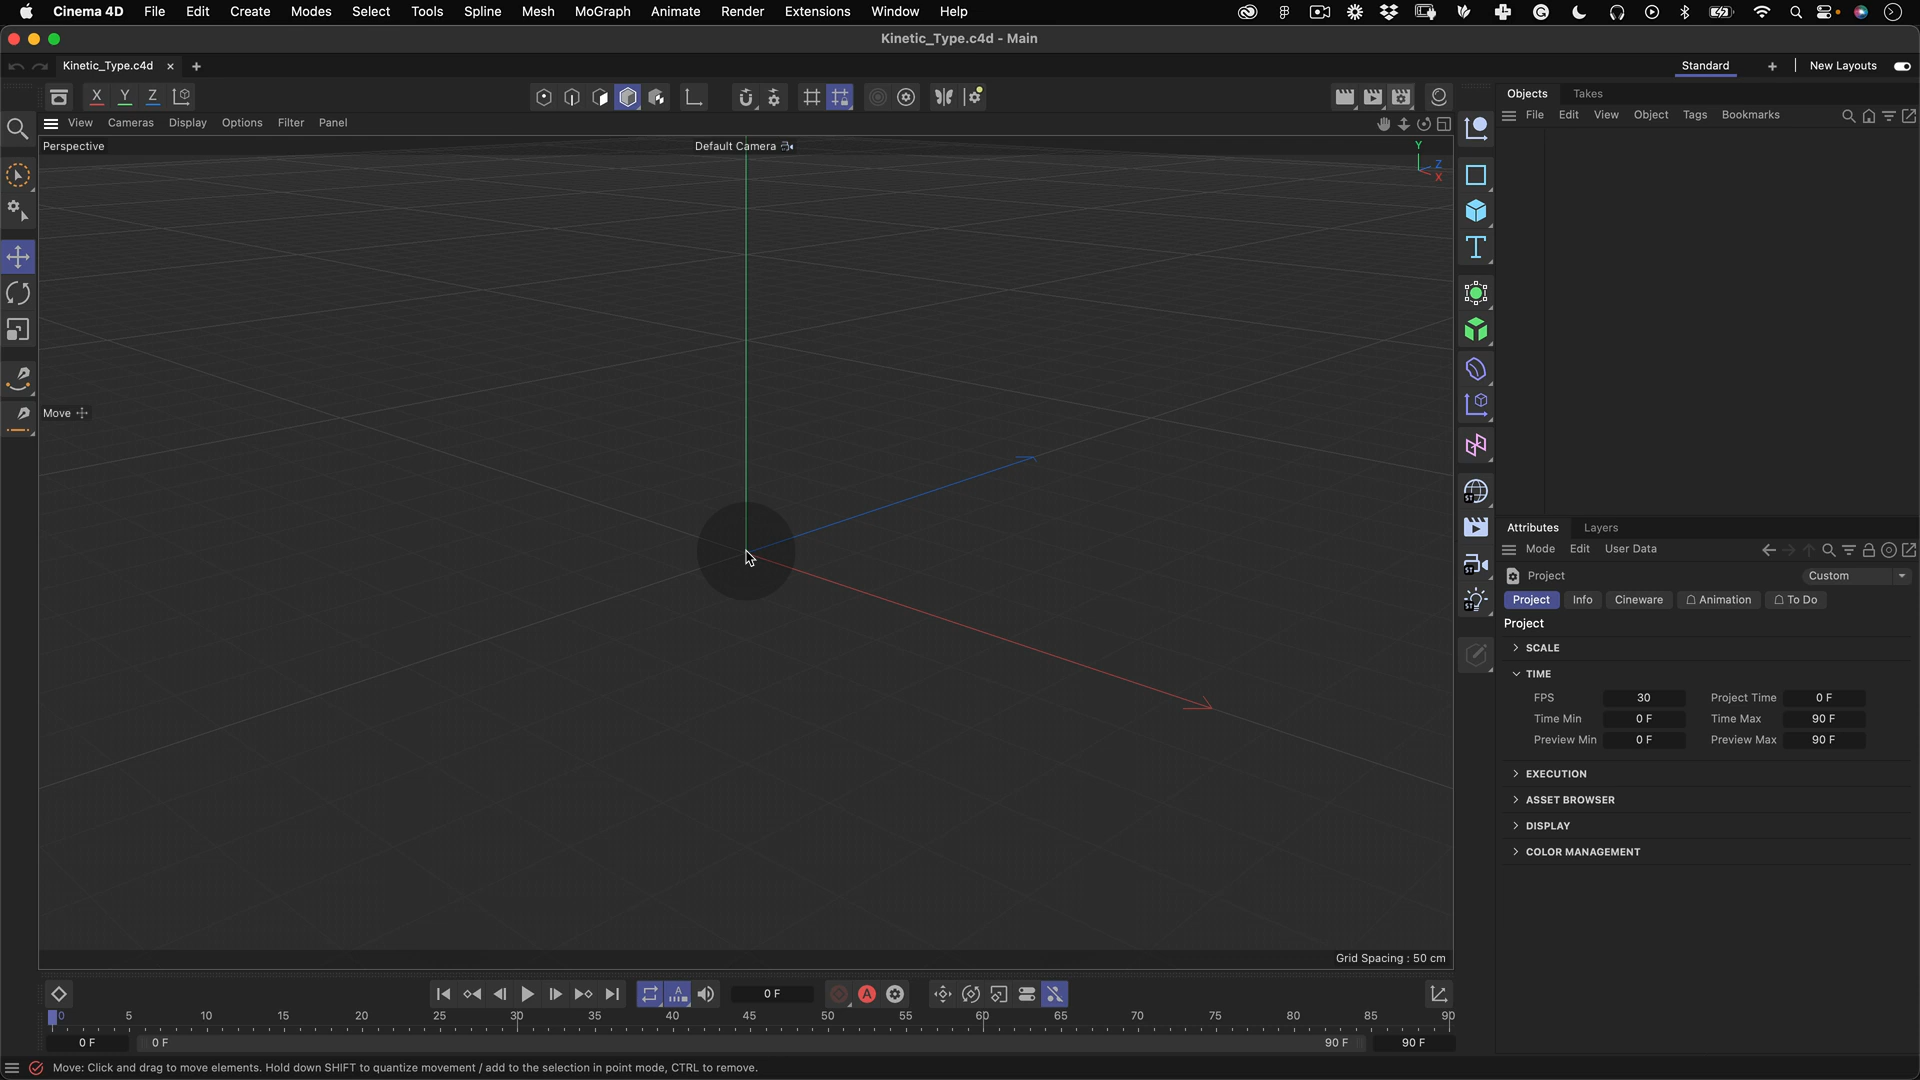 Cinema 4D File Edit Create Modes Select Tools Spline Mesh MoGraph Animate Render Extensions Window Help
Kinetic_Type.c4d - Main
Kinetic_Type.c4d
Standard
New Layouts
X Y Z
Objects Takes
File Edit View Object Tags Bookmarks
View Cameras Display Options Filter Panel
Perspective
Default Camera
Y
Z
X
Move
ST
ST
ST
Attributes Layers
Mode Edit User Data
Project
Custom
Project Info Cineware Animation To Do
Project
SCALE
TIME
FPS 30 Project Time 0 F
Time Min 0 F Time Max 90 F
Preview Min 0 F Preview Max 90 F
EXECUTION
ASSET BROWSER
DISPLAY
COLOR MANAGEMENT
Grid Spacing : 50 cm
A
0 F
A
0 5 10 15 20 25 30 35 40 45 50 55 60 65 70 75 80 85 90
0 F 0 F 90 F 90 F
Move: Click and drag to move elements. Hold down SHIFT to quantize movement / add to the selection in point mode, CTRL to remove.